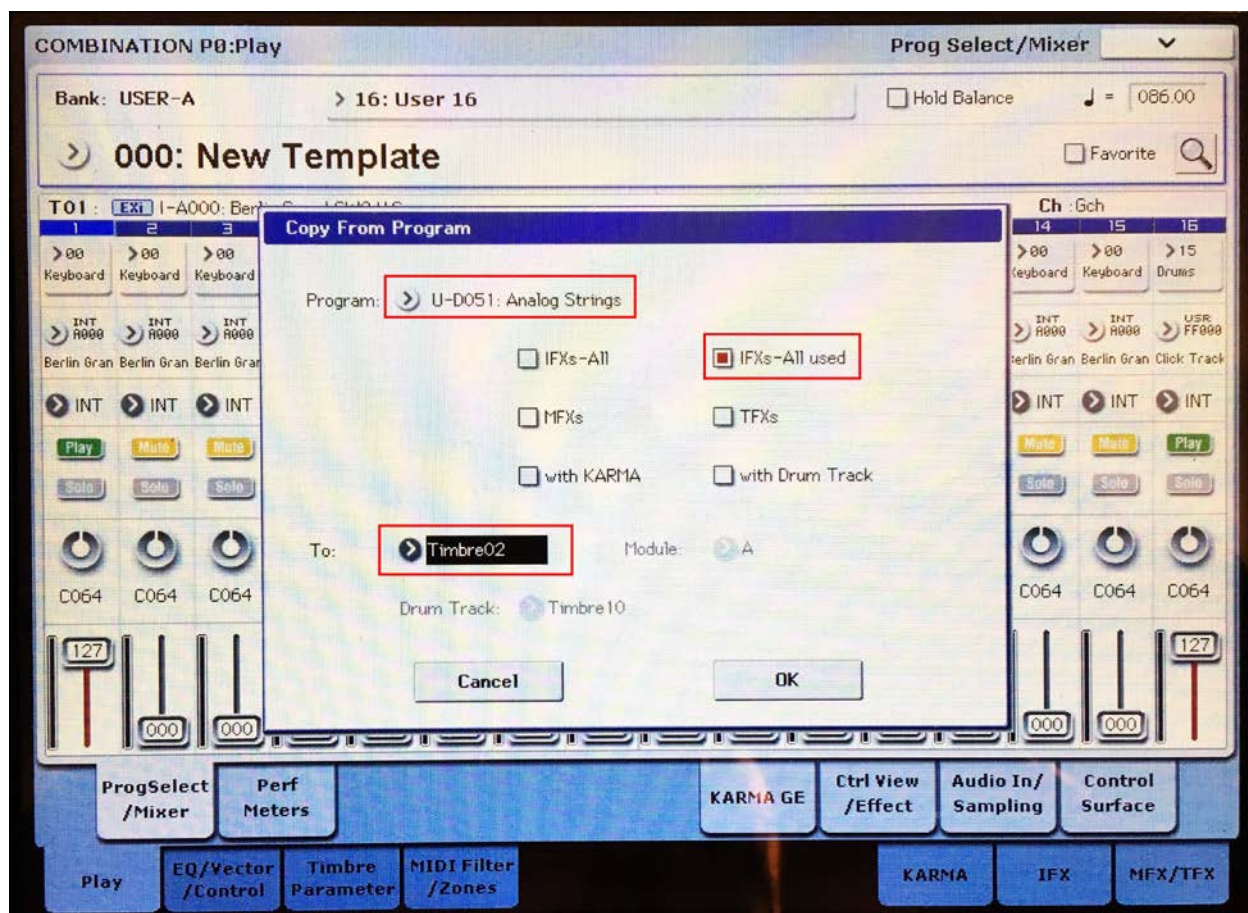 COMBINATION P0:Play Prog Select/Mixer
Bank: USER-A 16: User 16 Hold Balance ♩ = 086.00
000: New Template Favorite
T01 : EXi I-A000: Ch :Gch
1 2 3 14 15 16
00 00 00 00 00 15
Keyboard Keyboard Keyboard Keyboard Keyboard Drums
INT INT INT INT INT USR
A000 A000 A000 A000 A000 FF000
Berlin Gran Berlin Gran Berlin Gran Berlin Gran Berlin Gran Click Track
INT INT INT INT INT INT
Play Mute Mute Mute Mute Play
Solo Solo Solo Solo Solo Solo
C064 C064 C064 C064 C064 C064
127 000 000 000 000 127
Copy From Program
Program: U-D051: Analog Strings
IFXs-All IFXs-All used
MFXs TFXs
with KARMA with Drum Track
To: Timbre02 Module: A
Drum Track: Timbre10
Cancel OK
ProgSelect Perf KARMA GE Ctrl View Audio In/ Control
/Mixer Meters /Effect Sampling Surface
Play EQ/Vector Timbre MIDI Filter KARMA IFX MFX/TFX
/Control Parameter /Zones